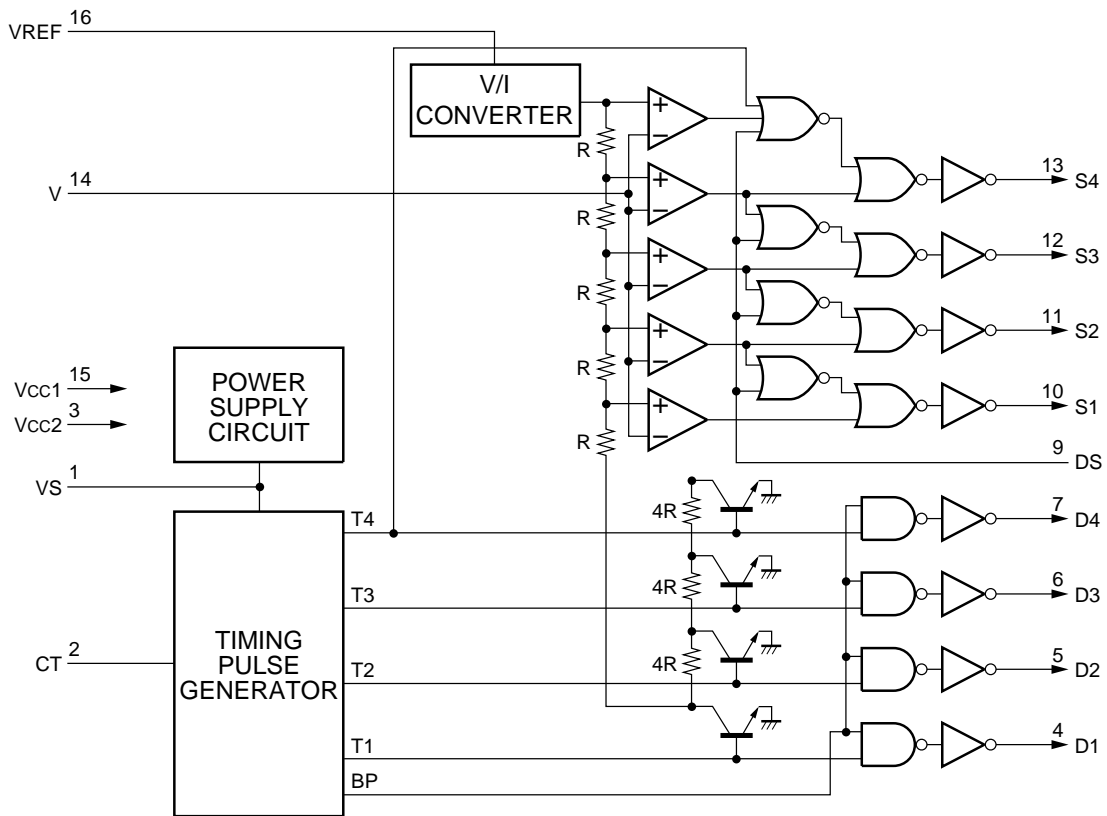 VREF 16
V/I
CONVERTER
+
−
R
V 14
+
−
13 S4
R
12 S3
+
−
R
11 S2
+
−
VCC1 15
VCC2 3
POWER
SUPPLY
CIRCUIT
R
10 S1
+
−
R
9 DS
VS 1
T4
4R
7 D4
T3
4R
6 D3
CT 2
TIMING
PULSE
GENERATOR
T2
4R
5 D2
T1
4 D1
BP